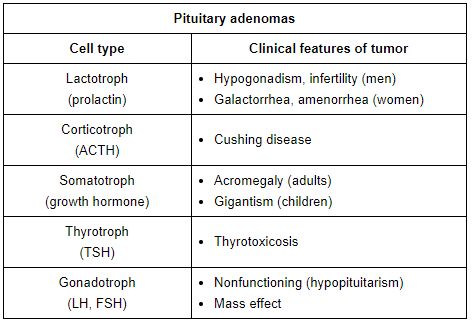 Pituitary adenomas
Cell type
Clinical features of tumor
Lactotroph
(prolactin)
• Hypogonadism, infertility (men)
• Galactorrhea, amenorrhea (women)
Corticotroph
(ACTH)
• Cushing disease
Somatotroph
(growth hormone)
• Acromegaly (adults)
• Gigantism (children)
Thyrotroph
(TSH)
• Thyrotoxicosis
Gonadotroph
(LH, FSH)
• Nonfunctioning (hypopituitarism)
• Mass effect